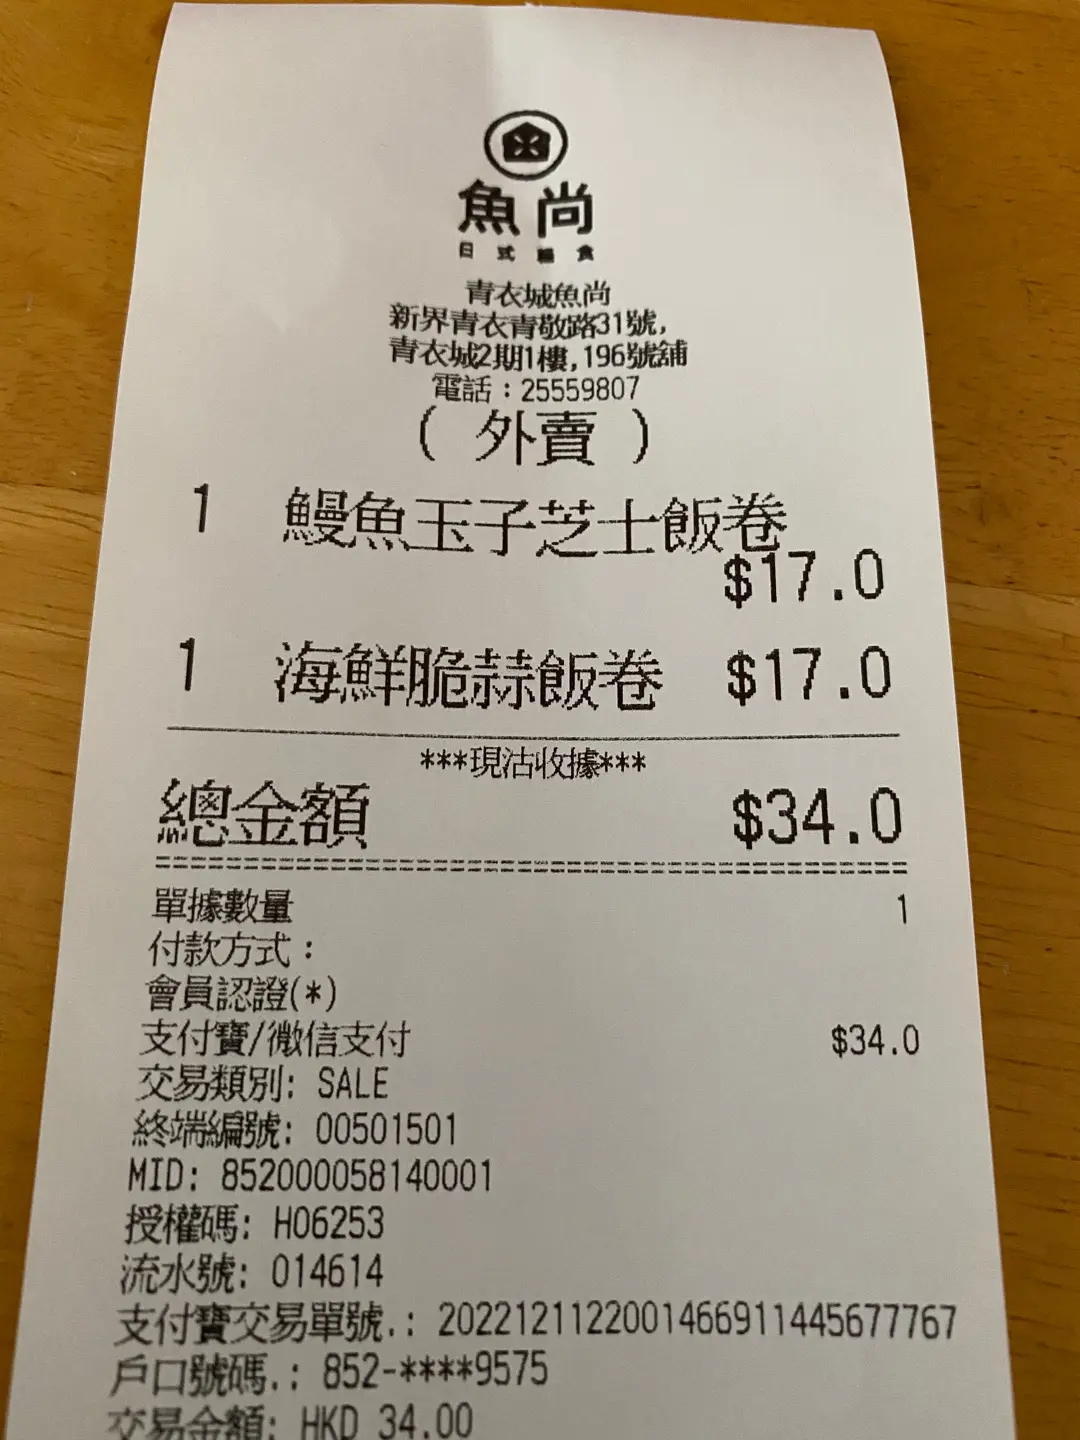 魚尚
日式輕食
青衣城魚尚
新界青衣青敬路31號,
青衣城2期1樓,196號舖
電話:25559807
( 外賣 )
1 鰻魚玉子芝士飯卷
$17.0
1 海鮮脆蒜飯卷 $17.0
***現沽收據***
總金額 $34.0
單據數量 1
付款方式:
會員認證(*)
支付寶/微信支付 $34.0
交易類別: SALE
終端編號: 00501501
MID: 852000058140001
授權碼: H06253
流水號: 014614
支付寶交易單號.: 2022121122001466911445677767
戶口號碼.: 852-****9575
交易金額: HKD 34.00